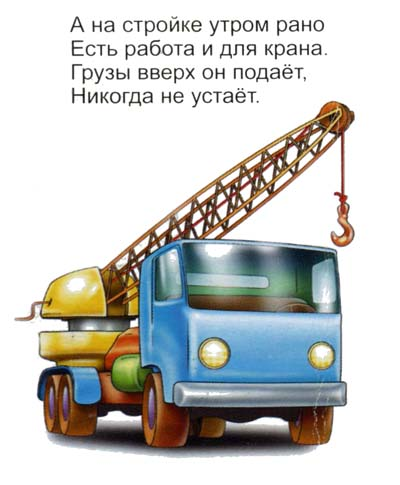 А на стройке утром рано
Есть работа и для крана.
Грузы вверх он подаёт,
Никогда не устаёт.